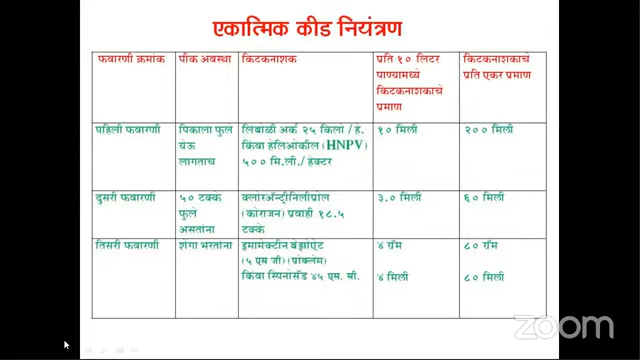 एकात्मिक कीड नियंत्रण
फवारणी क्रमांक
पीक अवस्था
किटकनाशक
प्रति १० लिटर
पाण्यामध्ये
किटकनाशकाचे
प्रमाण
किटकनाशकाचे
प्रति एकर प्रमाण
पहिली फवारणी
पिकाला फुले
येऊ
लागताच
लिंबोळी अर्क २५ किलो / हे.
किंवा हेलिओकील (HNPV)
५०० मि.ली./ हेक्टर
१० मिली
२०० मिली
दुसरी फवारणी
५० टक्के
फुले
असतांना
क्लोरअँन्ट्रीनिलीप्रोल
(कोराजन) प्रवाही १८.५
टक्के
३.० मिली
६० मिली
तिसरी फवारणी
शेंगा भरतांना
इमामेक्टीन बेंझोऐट
(५ एस जी) (प्रोक्लेम)
किंवा स्पिनोसॅड ४५ एस. सी.
४ ग्रॅम
४ मिली
८० ग्रॅम
८० मिली
zoom